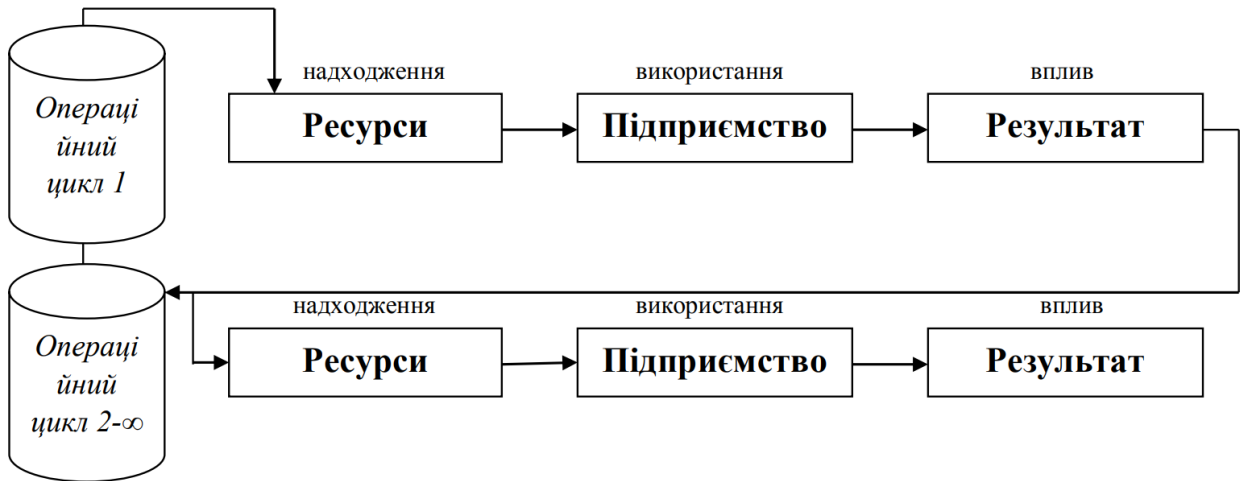 Операці
йний
цикл 1
надходження
використання
вплив
Ресурси
Підприємство
Результат
Операці
йний
цикл 2-∞
надходження
використання
вплив
Ресурси
Підприємство
Результат